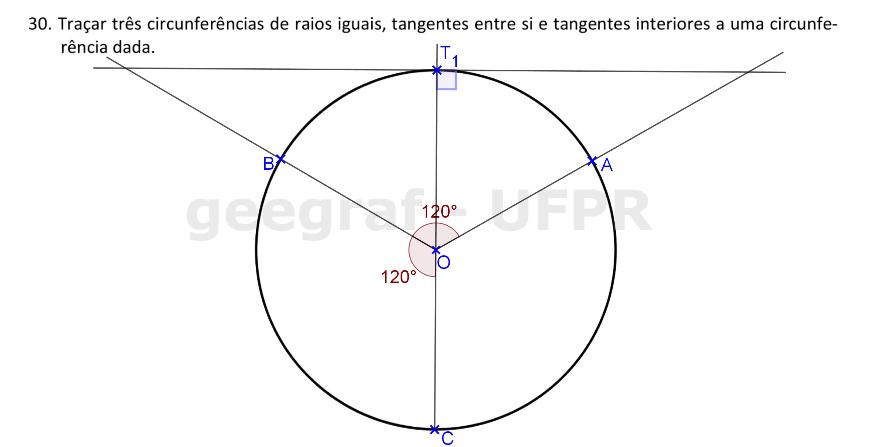 30. Traçar três circunferências de raios iguais, tangentes entre si e tangentes interiores a uma circunfe-
rência dada.
T1
B
A
geegraf - UFPR
120°
O
120°
C